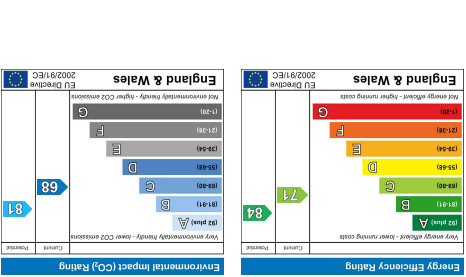 Energy Efficiency Rating
Current Potential
Very energy efficient - lower running costs
(92 plus) A
(81-91) B
84
(69-80) C
71
(55-68) D
(39-54) E
(21-38) F
(1-20) G
Not energy efficient - higher running costs
England & Wales
EU Directive 2002/91/EC
Environmental Impact (CO₂) Rating
Current Potential
Very environmentally friendly - lower CO2 emissions
(92 plus) A
(81-91) B
81
(69-80) C
68
(55-68) D
(39-54) E
(21-38) F
(1-20) G
Not environmentally friendly - higher CO2 emissions
England & Wales
EU Directive 2002/91/EC